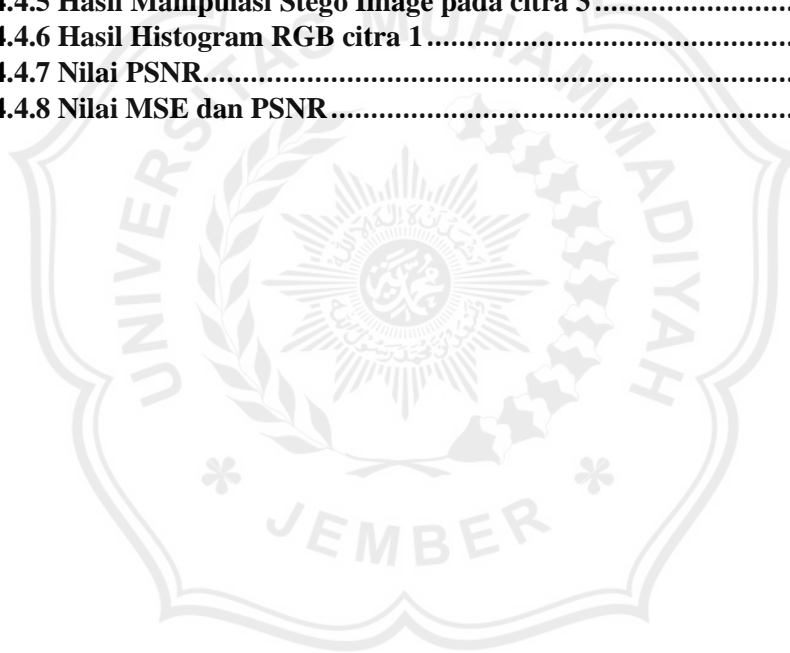 4.4.5 Hasil Manipulasi Stego Image pada citra 3........................
4.4.6 Hasil Histogram RGB citra 1..............................................
4.4.7 Nilai PSNR...........................................................................
4.4.8 Nilai MSE dan PSNR..........................................................
UNIVERSITAS MUHAMMADIYAH
JEMBER